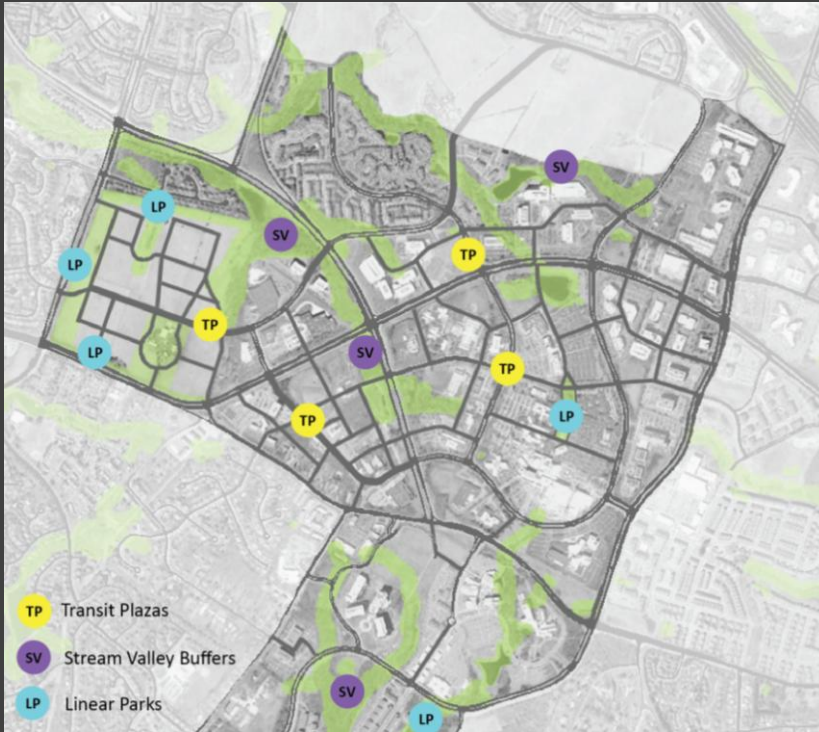 SV
LP
SV
TP
LP
TP
LP
SV
TP
LP
TP
TP Transit Plazas
SV Stream Valley Buffers
SV
LP Linear Parks
LP